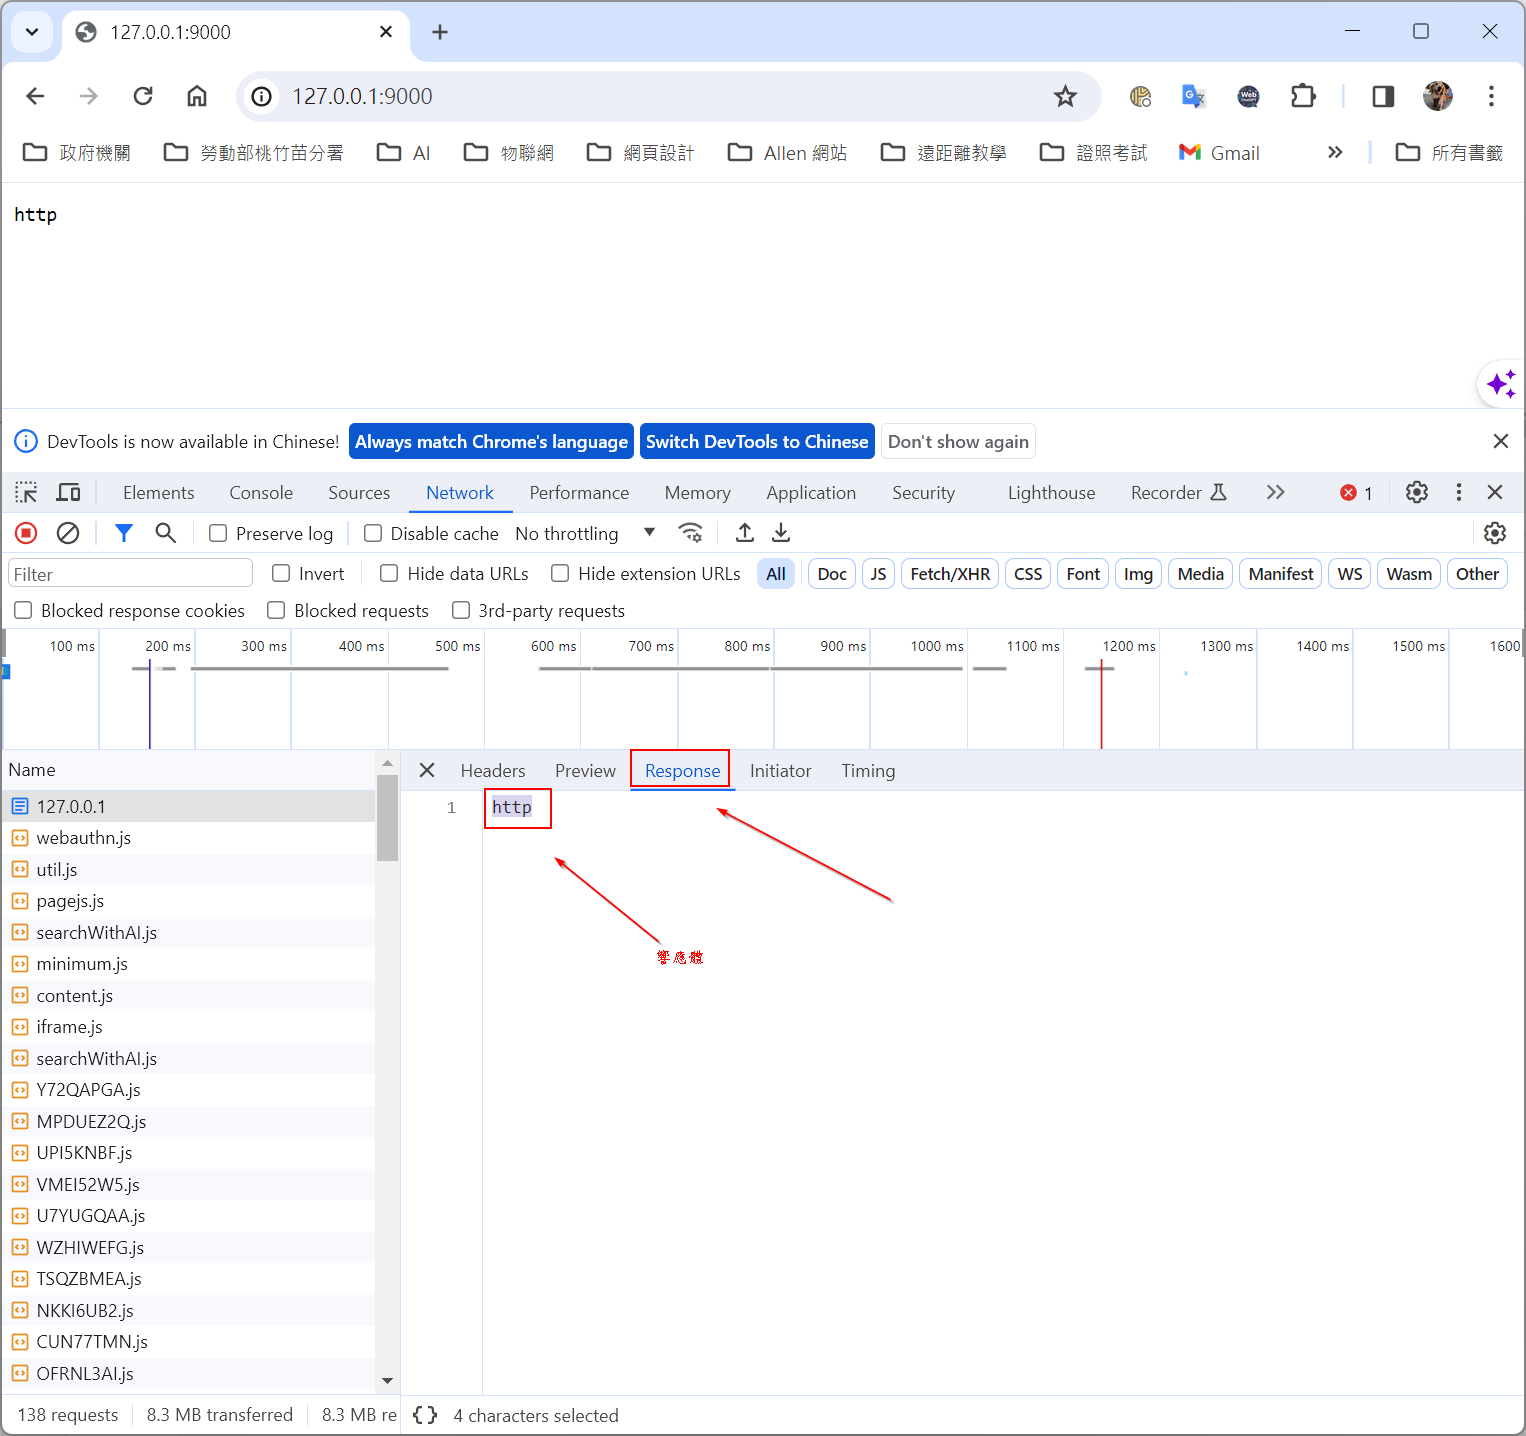 127.0.0.1:9000
127.0.0.1:9000
政府機關 勞動部桃竹苗分署 AI 物聯網 網頁設計 Allen 網站 遠距離教學 證照考試 Gmail 所有書籤
http
DevTools is now available in Chinese! Always match Chrome's language Switch DevTools to Chinese Don't show again
Elements Console Sources Network Performance Memory Application Security Lighthouse Recorder 1
Preserve log Disable cache No throttling
Filter Invert Hide data URLs Hide extension URLs All Doc JS Fetch/XHR CSS Font Img Media Manifest WS Wasm Other
Blocked response cookies Blocked requests 3rd-party requests
100 ms 200 ms 300 ms 400 ms 500 ms 600 ms 700 ms 800 ms 900 ms 1000 ms 1100 ms 1200 ms 1300 ms 1400 ms 1500 ms 1600
Name Headers Preview Response Initiator Timing
127.0.0.1 1 http
webauthn.js
util.js
pagejs.js
searchWithAI.js
響應體
minimum.js
content.js
iframe.js
searchWithAI.js
Y72QAPGA.js
MPDUEZ2Q.js
UPI5KNBF.js
VMEI52W5.js
U7YUGQAA.js
WZHIWEFG.js
TSQZBMEA.js
NKKI6UB2.js
CUN77TMN.js
OFRNL3AI.js
138 requests 8.3 MB transferred 8.3 MB re {} 4 characters selected